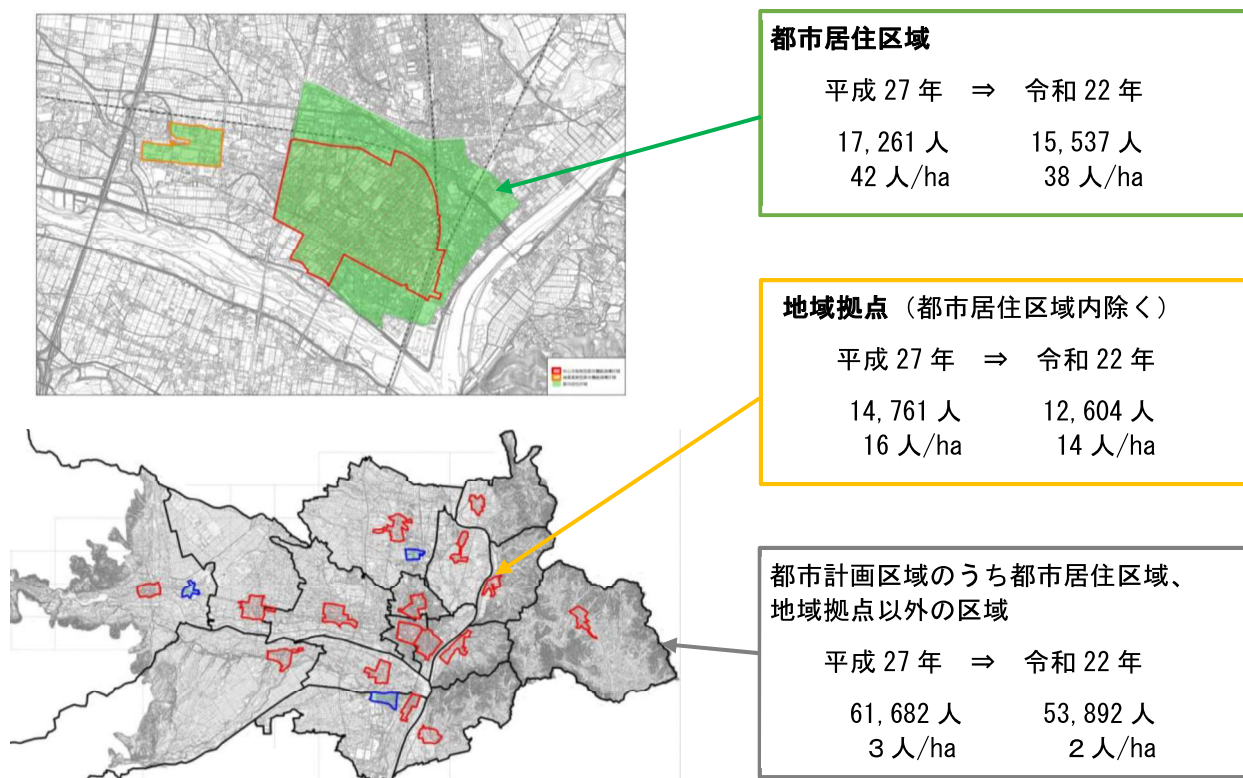 都市居住区域
平成 27 年 ⇒ 令和 22 年
17,261 人 15,537 人
42 人/ha 38 人/ha
地域拠点（都市居住区域内除く）
平成 27 年 ⇒ 令和 22 年
14,761 人 12,604 人
16 人/ha 14 人/ha
都市計画区域のうち都市居住区域、
地域拠点以外の区域
平成 27 年 ⇒ 令和 22 年
61,682 人 53,892 人
３人/ha ２人/ha